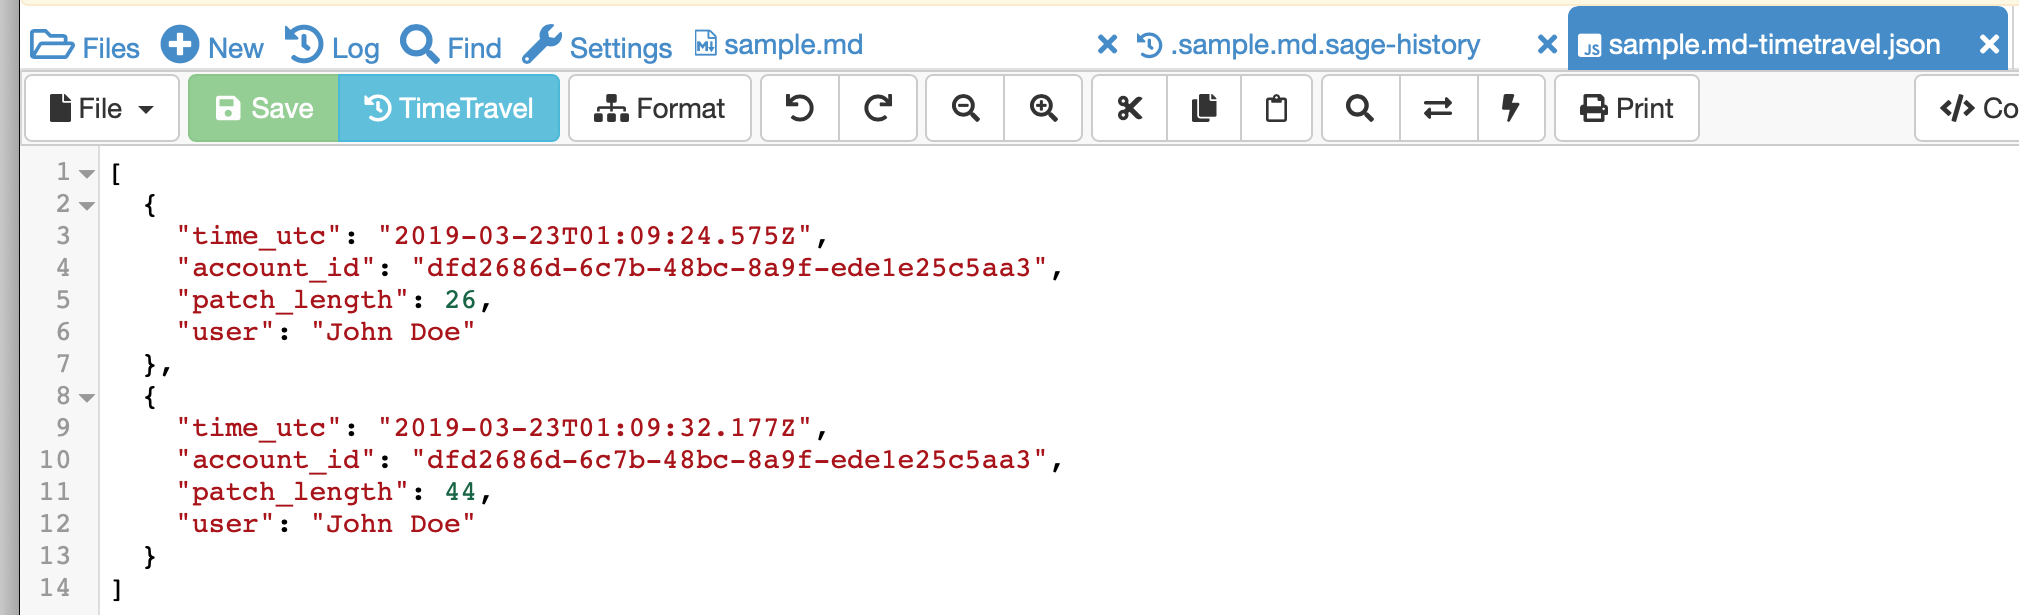 Files New Log Find Settings sample.md .sample.md.sage-history sample.md-timetravel.json
File Save TimeTravel Format Print </> Co
1 [
2 {
3 "time_utc": "2019-03-23T01:09:24.575Z",
4 "account_id": "dfd2686d-6c7b-48bc-8a9f-ede1e25c5aa3",
5 "patch_length": 26,
6 "user": "John Doe"
7 },
8 {
9 "time_utc": "2019-03-23T01:09:32.177Z",
10 "account_id": "dfd2686d-6c7b-48bc-8a9f-ede1e25c5aa3",
11 "patch_length": 44,
12 "user": "John Doe"
13 }
14 ]